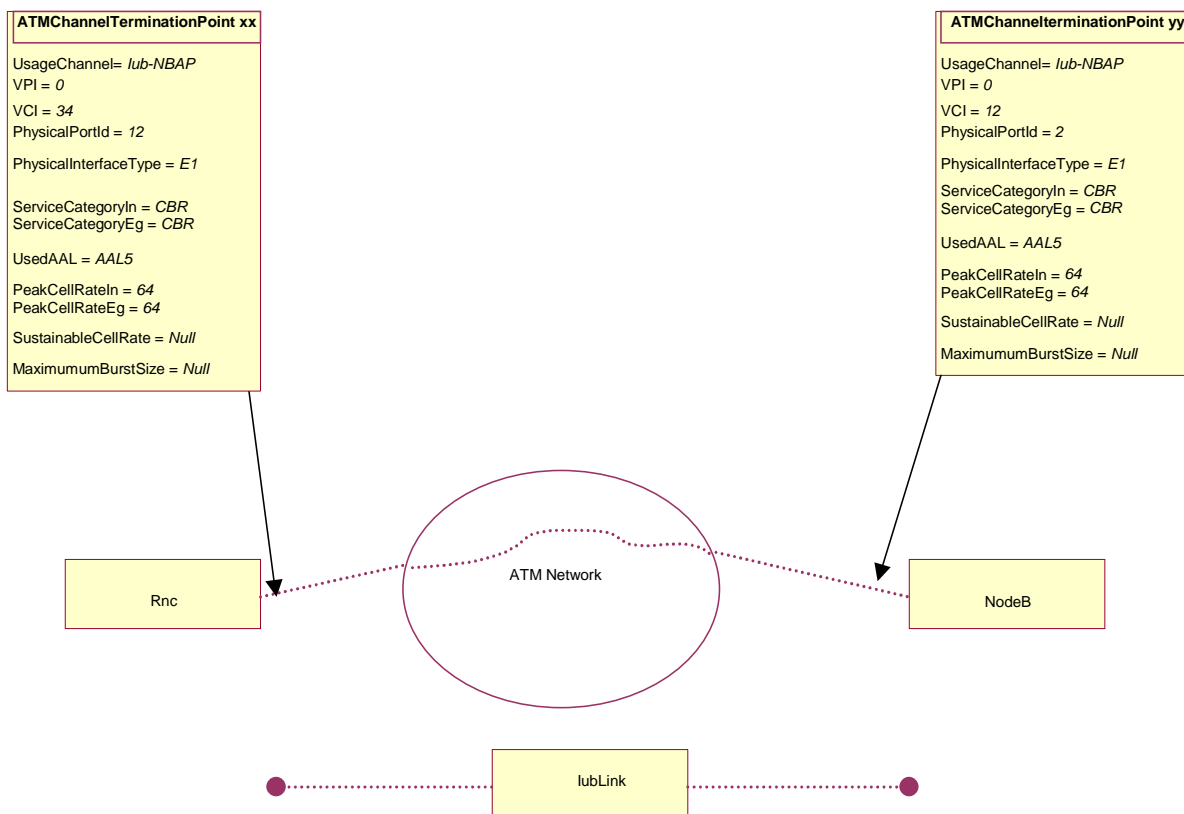 ATMChannelTerminationPoint xx
UsageChannel= Iub-NBAP
VPI = 0
VCI = 34
PhysicalPortId = 12
PhysicalInterfaceType = E1
ServiceCategoryIn = CBR
ServiceCategoryEg = CBR
UsedAAL = AAL5
PeakCellRateIn = 64
PeakCellRateEg = 64
SustainableCellRate = Null
MaximumumBurstSize = Null
ATMChannelterminationPoint yy
UsageChannel= Iub-NBAP
VPI = 0
VCI = 12
PhysicalPortId = 2
PhysicalInterfaceType = E1
ServiceCategoryIn = CBR
ServiceCategoryEg = CBR
UsedAAL = AAL5
PeakCellRateIn = 64
PeakCellRateEg = 64
SustainableCellRate = Null
MaximumumBurstSize = Null
Rnc
ATM Network
NodeB
IubLink